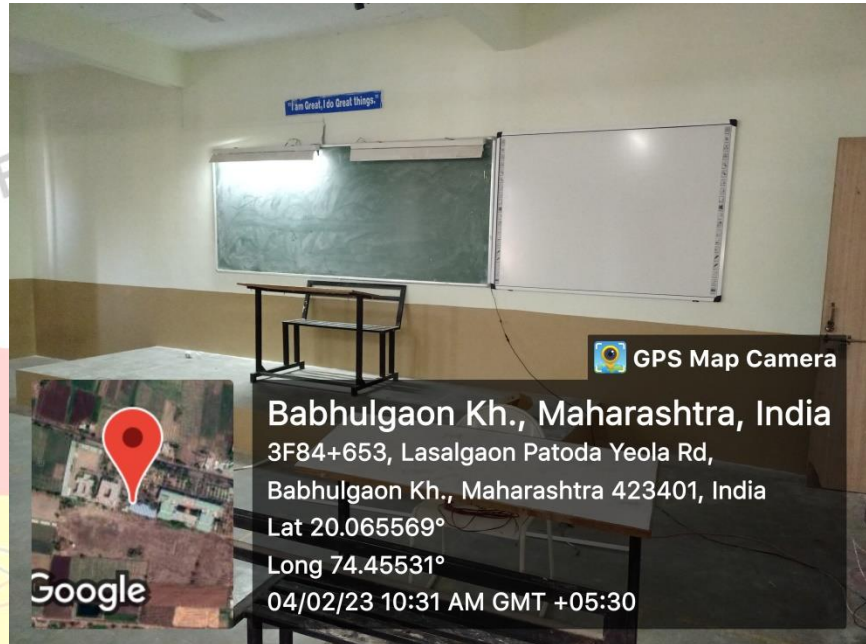 "I am Great, I do Great things."
GPS Map Camera
Babhulgaon Kh., Maharashtra, India
3F84+653, Lasalgaon Patoda Yeola Rd,
Babhulgaon Kh., Maharashtra 423401, India
Lat 20.065569°
Long 74.45531°
04/02/23 10:31 AM GMT +05:30
Google